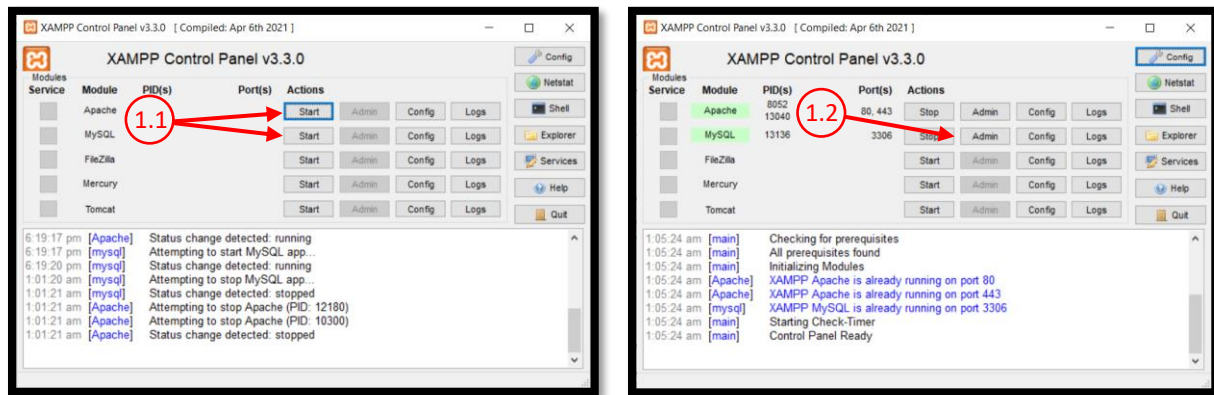 XAMPP Control Panel v3.3.0 [ Compiled: Apr 6th 2021 ]
XAMPP Control Panel v3.3.0
Config
Modules
Service Module PID(s) Port(s) Actions
Netstat
Apache Start Admin Config Logs
Shell
1.1
MySQL Start Admin Config Logs
Explorer
FileZilla Start Admin Config Logs
Services
Mercury Start Admin Config Logs
Help
Tomcat Start Admin Config Logs
Quit
6:19:17 pm [Apache] Status change detected: running
6:19:17 pm [mysql] Attempting to start MySQL app...
6:19:20 pm [mysql] Status change detected: running
1:01:20 am [mysql] Attempting to stop MySQL app...
1:01:21 am [mysql] Status change detected: stopped
1:01:21 am [Apache] Attempting to stop Apache (PID: 12180)
1:01:21 am [Apache] Attempting to stop Apache (PID: 10300)
1:01:21 am [Apache] Status change detected: stopped
XAMPP Control Panel v3.3.0 [ Compiled: Apr 6th 2021 ]
XAMPP Control Panel v3.3.0
Config
Modules
Service Module PID(s) Port(s) Actions
Netstat
Apache 8052 13040 80, 443 Stop Admin Config Logs
Shell
1.2
MySQL 13136 3306 Stop Admin Config Logs
Explorer
FileZilla Start Admin Config Logs
Services
Mercury Start Admin Config Logs
Help
Tomcat Start Admin Config Logs
Quit
1:05:24 am [main] Checking for prerequisites
1:05:24 am [main] All prerequisites found
1:05:24 am [main] Initializing Modules
1:05:24 am [Apache] XAMPP Apache is already running on port 80
1:05:24 am [Apache] XAMPP Apache is already running on port 443
1:05:24 am [mysql] XAMPP MySQL is already running on port 3306
1:05:24 am [main] Starting Check-Timer
1:05:24 am [main] Control Panel Ready